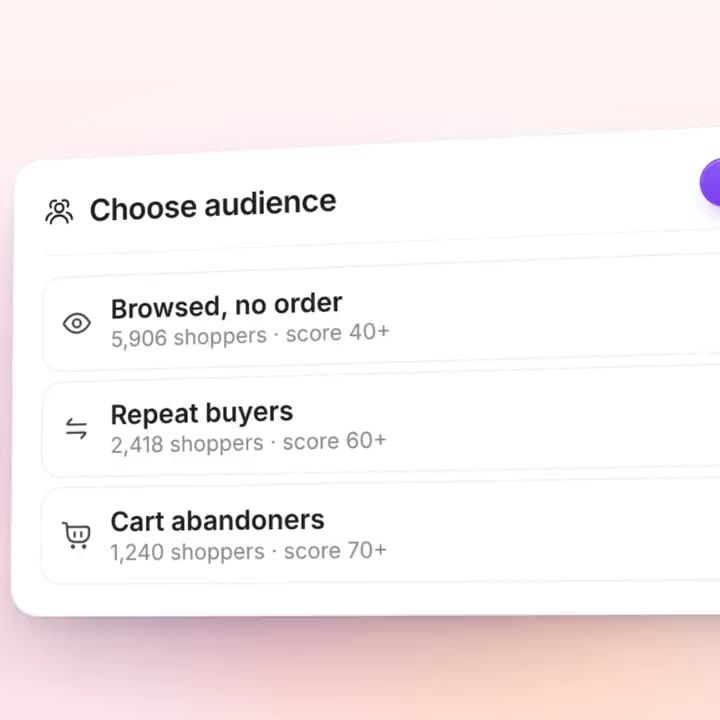 Choose audience
Browsed, no order
5,906 shoppers · score 40+
Repeat buyers
2,418 shoppers · score 60+
Cart abandoners
1,240 shoppers · score 70+